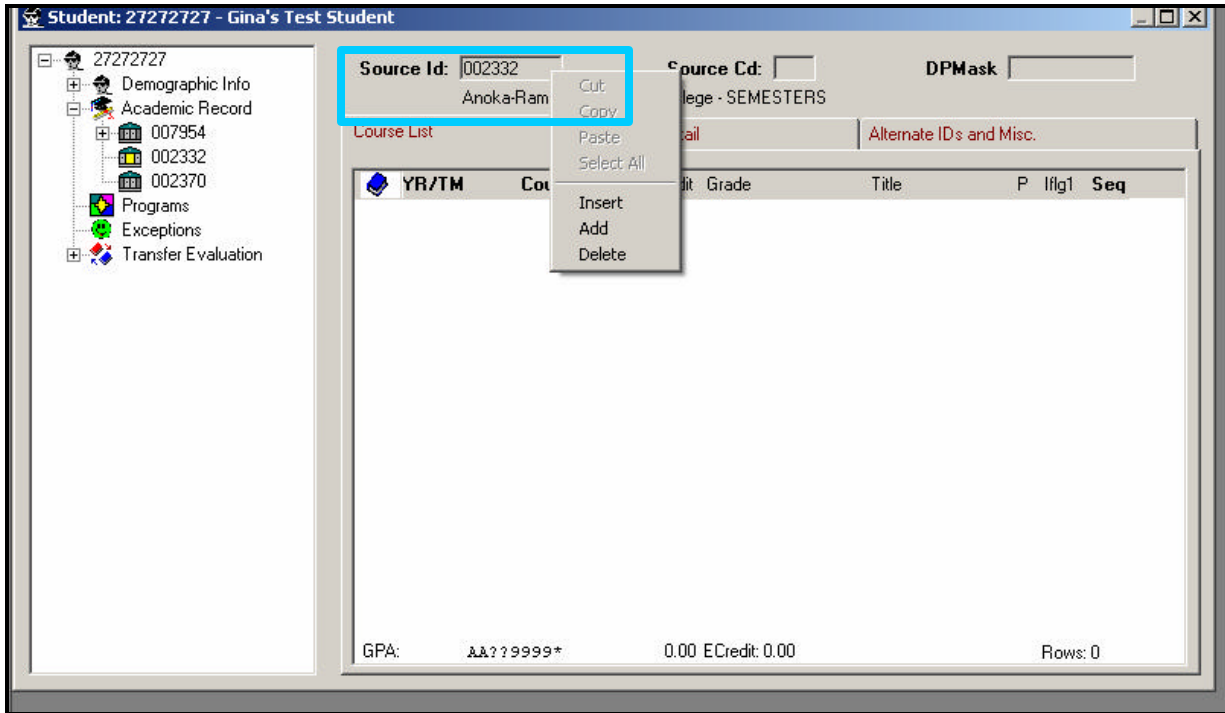 Student: 27272727 - Gina's Test Student
27272727
Demographic Info
Academic Record
007954
002332
002370
Programs
Exceptions
Transfer Evaluation
Source Id: 002332
Source Cd:
DPMask
Anoka-Ram
lege - SEMESTERS
Course List
ail
Alternate IDs and Misc.
YR/TM Cou dit Grade Title P Iflg1 Seq
Cut
Copy
Paste
Select All
Insert
Add
Delete
GPA: AA??9999* 0.00 ECredit: 0.00 Rows: 0